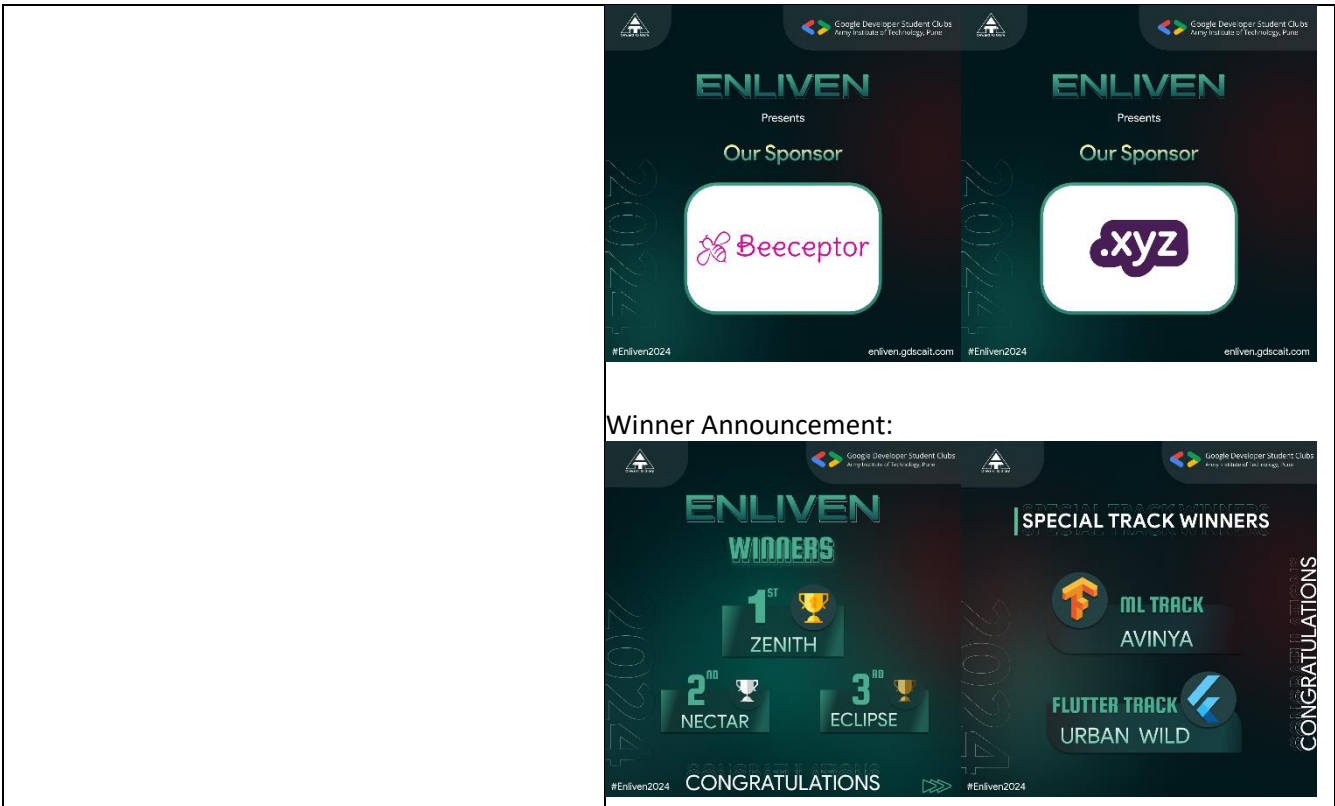 Google Developer Student Clubs
Army Institute of Technology, Pune
ENLIVEN
Presents
Our Sponsor
Beeceptor
2024
#Enliven2024
enliven.gdscait.com
Google Developer Student Clubs
Army Institute of Technology, Pune
ENLIVEN
Presents
Our Sponsor
.xyz
2024
#Enliven2024
enliven.gdscait.com
Winner Announcement:
Google Developer Student Clubs
Army Institute of Technology, Pune
ENLIVEN
WINNERS
1ST
ZENITH
2ND
NECTAR
3RD
ECLIPSE
2024
CONGRATULATIONS
#Enliven2024
Google Developer Student Clubs
Army Institute of Technology, Pune
SPECIAL TRACK WINNERS
ML TRACK
AVINYA
FLUTTER TRACK
URBAN WILD
CONGRATULATIONS
2024
#Enliven2024